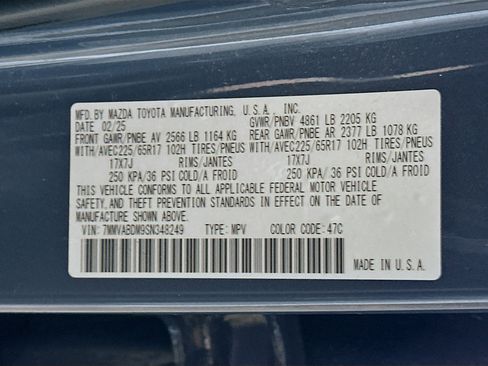 MFD. BY MAZDA TOYOTA MANUFACTURING, U.S.A., INC.
DATE 02/25 GVWR/PNBV 4861 LB 2205 KG
FRONT GAWR/PNBE AV 2566 LB 1164 KG REAR GAWR/PNBE AR 2377 LB 1078 KG
WITH/AVEC225/65R17 102H TIRES/PNEUS WITH/AVEC225/65R17 102H TIRES/PNEUS
17X7J RIMS/JANTES 17X7J RIMS/JANTES
250 KPA/36 PSI COLD/A FROID 250 KPA/ 36 PSI COLD/A FROID
THIS VEHICLE CONFORMS TO ALL APPLICABLE FEDERAL MOTOR VEHICLE
SAFETY, AND THEFT PREVENTION STANDARDS IN EFFECT ON THE DATE OF
MANUFACTURE SHOWN ABOVE.
VIN: 7MMVABDM9SN348249 TYPE: MPV COLOR CODE: 47C
MADE IN U.S.A.